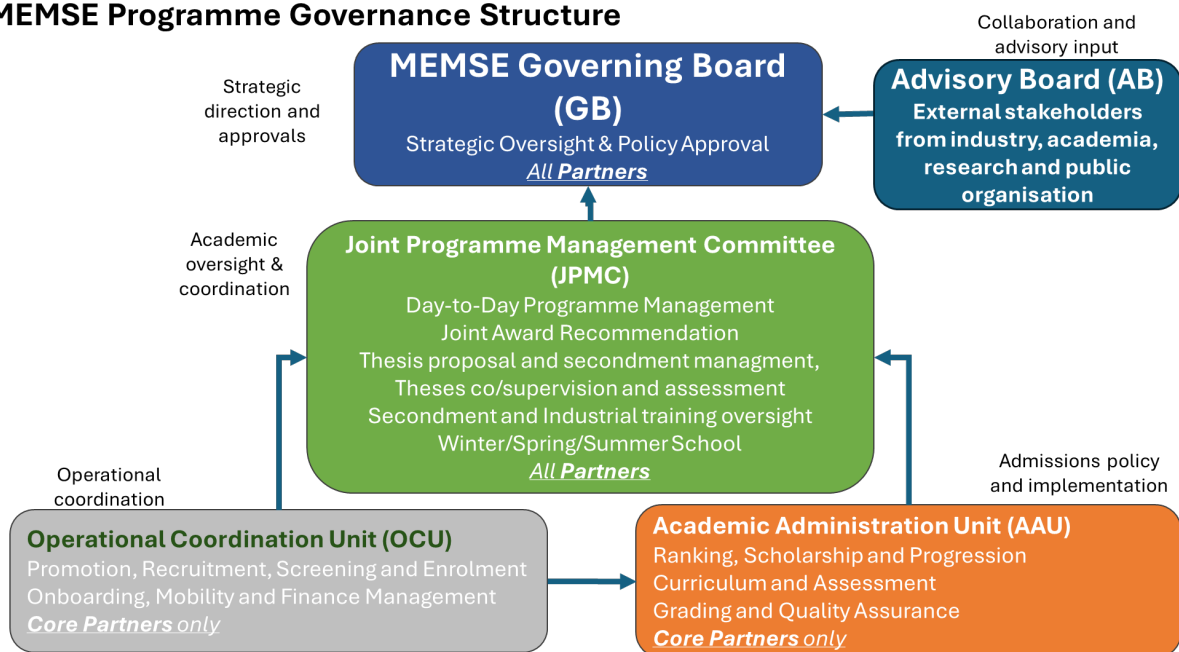 MEMSE Programme Governance Structure
Collaboration and
advisory input
Strategic
direction and
approvals
MEMSE Governing Board
(GB)
Strategic Oversight & Policy Approval
All Partners
Advisory Board (AB)
External stakeholders
from industry, academia,
research and public
organisation
Academic
oversight &
coordination
Joint Programme Management Committee
(JPMC)
Day-to-Day Programme Management
Joint Award Recommendation
Thesis proposal and secondment managment,
Theses co/supervision and assessment
Secondment and Industrial training oversight
Winter/Spring/Summer School
All Partners
Operational
coordination
Admissions policy
and implementation
Operational Coordination Unit (OCU)
Promotion, Recruitment, Screening and Enrolment
Onboarding, Mobility and Finance Management
Core Partners only
Academic Administration Unit (AAU)
Ranking, Scholarship and Progression
Curriculum and Assessment
Grading and Quality Assurance
Core Partners only